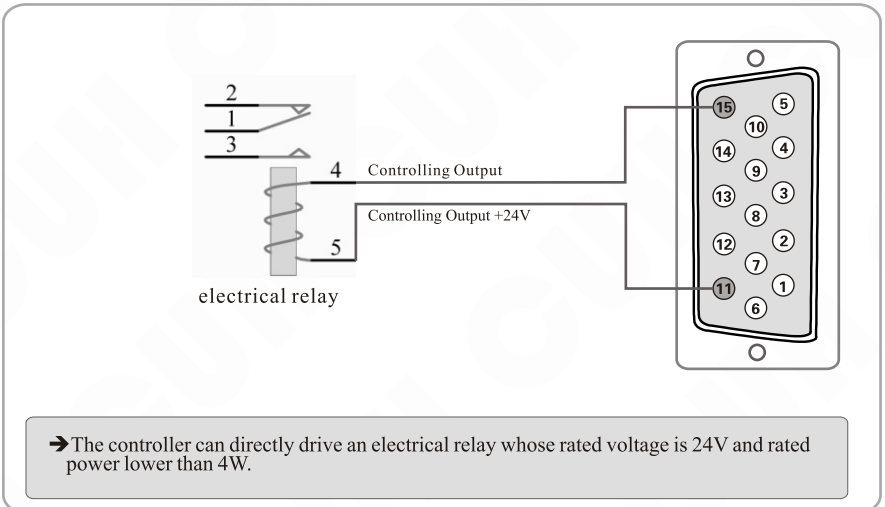 2
1
3
4 Controlling Output
Controlling Output +24V
5
electrical relay
15 5
10
14 4
9
13 3
8
12 2
7
11 1
6
➔The controller can directly drive an electrical relay whose rated voltage is 24V and rated
power lower than 4W.